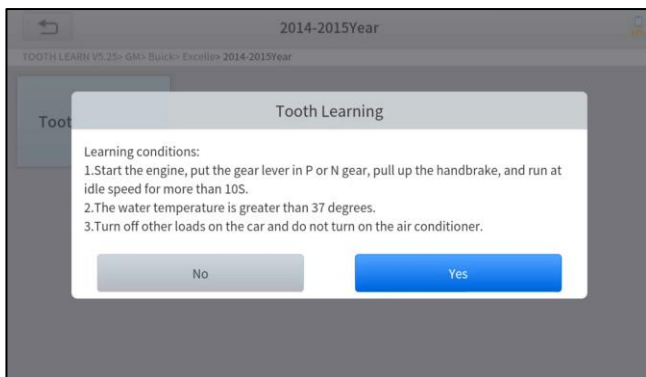 2014-2015Year
TOOTH LEARN V5.25> GM> Buick> Excelle> 2014-2015Year
Toot
Tooth Learning
Learning conditions:
1.Start the engine, put the gear lever in P or N gear, pull up the handbrake, and run at
idle speed for more than 10S.
2.The water temperature is greater than 37 degrees.
3.Turn off other loads on the car and do not turn on the air conditioner.
No
Yes